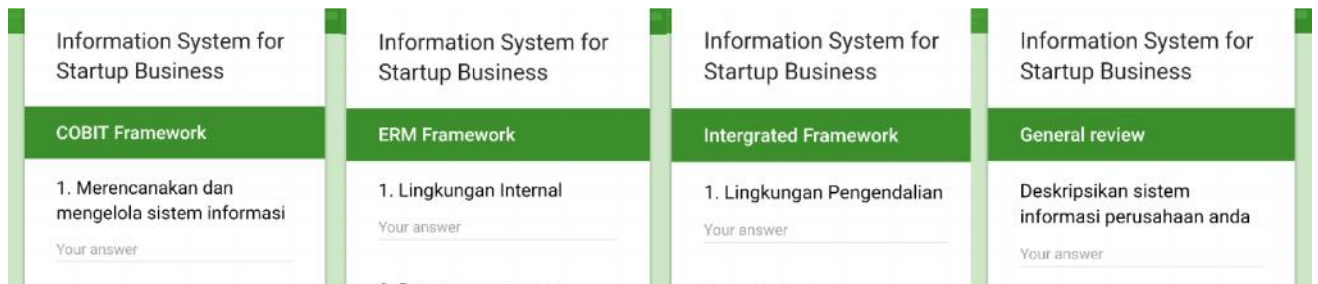 Information System for
Startup Business
COBIT Framework
1. Merencanakan dan
mengelola sistem informasi
Your answer
Information System for
Startup Business
ERM Framework
1. Lingkungan Internal
Your answer
Information System for
Startup Business
Intergrated Framework
1. Lingkungan Pengendalian
Your answer
Information System for
Startup Business
General review
Deskripsikan sistem
informasi perusahaan anda
Your answer